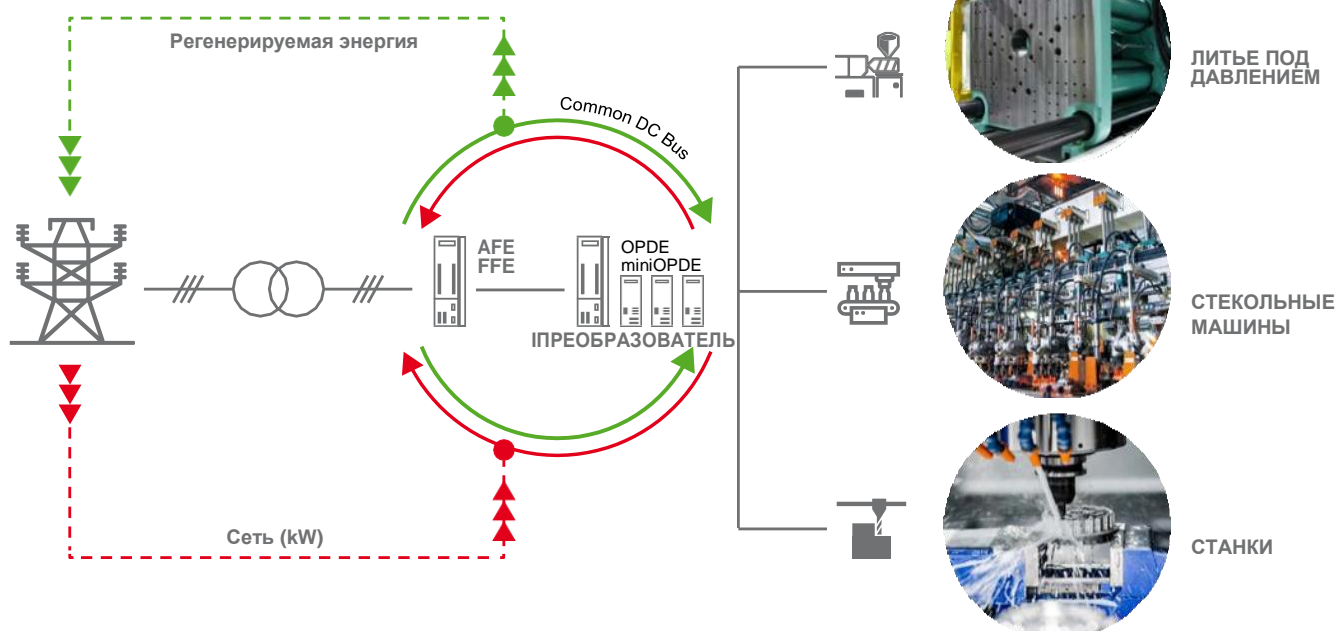 Регенерируемая энергия
Common DC Bus
ЛИТЬЕ ПОД
ДАВЛЕНИЕМ
AFE
FFE
OPDE
miniOPDE
IПРЕОБРАЗОВАТЕЛЬ
СТЕКОЛЬНЫЕ
МАШИНЫ
Сеть (kW)
СТАНКИ